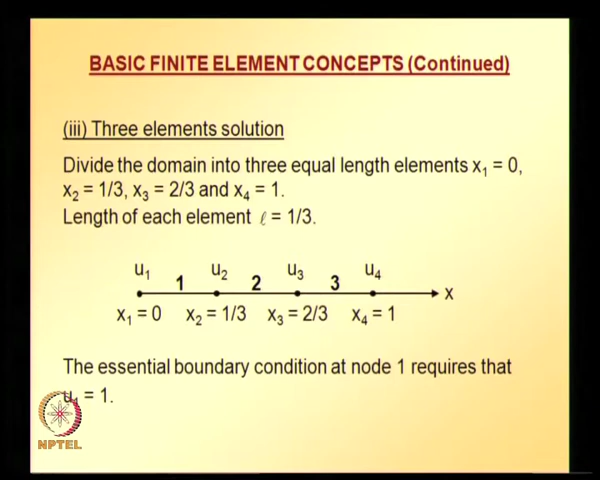 BASIC FINITE ELEMENT CONCEPTS (Continued)
(iii) Three elements solution
Divide the domain into three equal length elements x₁ = 0,
x₂ = 1/3, x₃ = 2/3 and x₄ = 1.
Length of each element ℓ = 1/3.
u₁ u₂ u₃ u₄
1 2 3
x
x₁ = 0 x₂ = 1/3 x₃ = 2/3 x₄ = 1
The essential boundary condition at node 1 requires that
u₁ = 1.
NPTEL